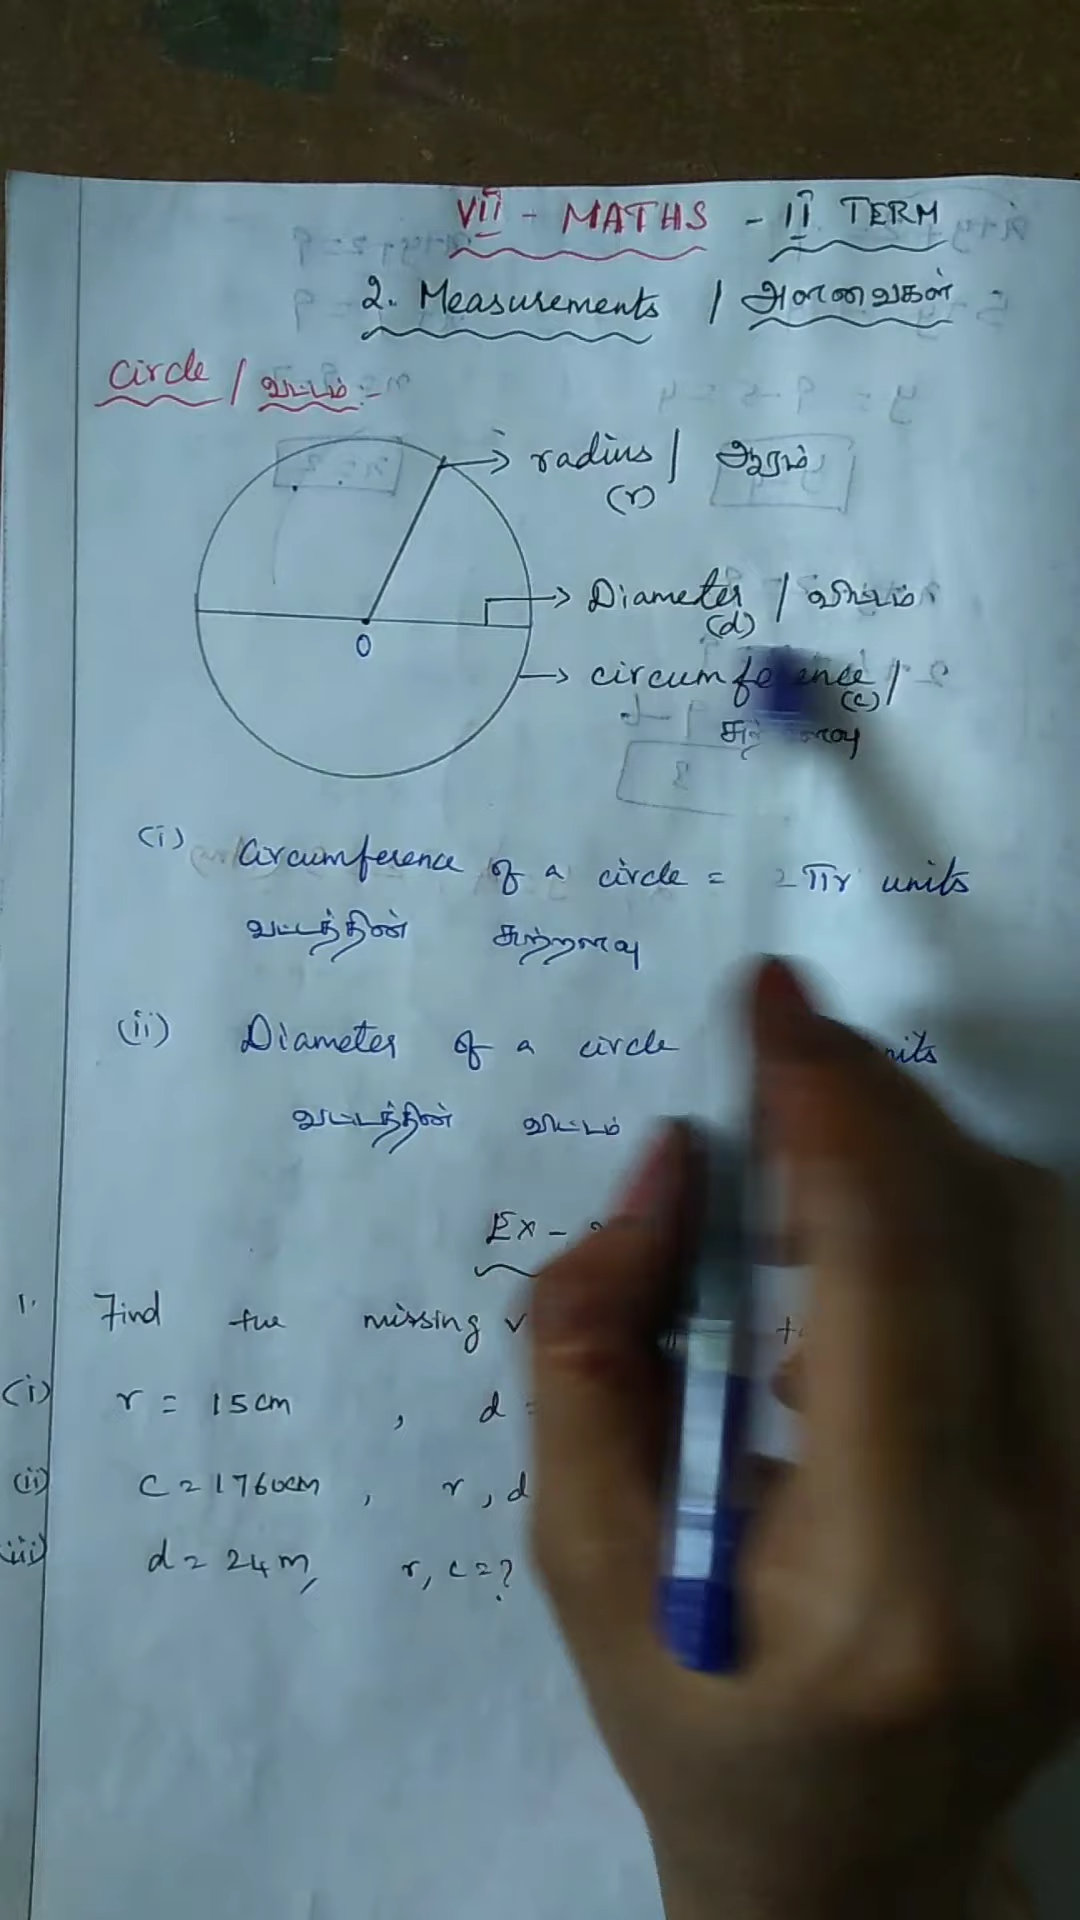 VII - MATHS - II TERM
2. Measurements / அளவைகள்
Circle / வட்டம் :-
radius / ஆரம்
(r)
Diameter / விட்டம்
(d)
circumference /
(c)
O
(i) Circumference of a circle = 2πr units
வட்டத்தின் சுற்றளவு
(ii) Diameter of a circle
வட்டத்தின் விட்டம்
Ex -
1. Find the missing
(i) r = 15cm , d =
(ii) C = 1760cm , r, d
(iii) d = 24m, r, c = ?